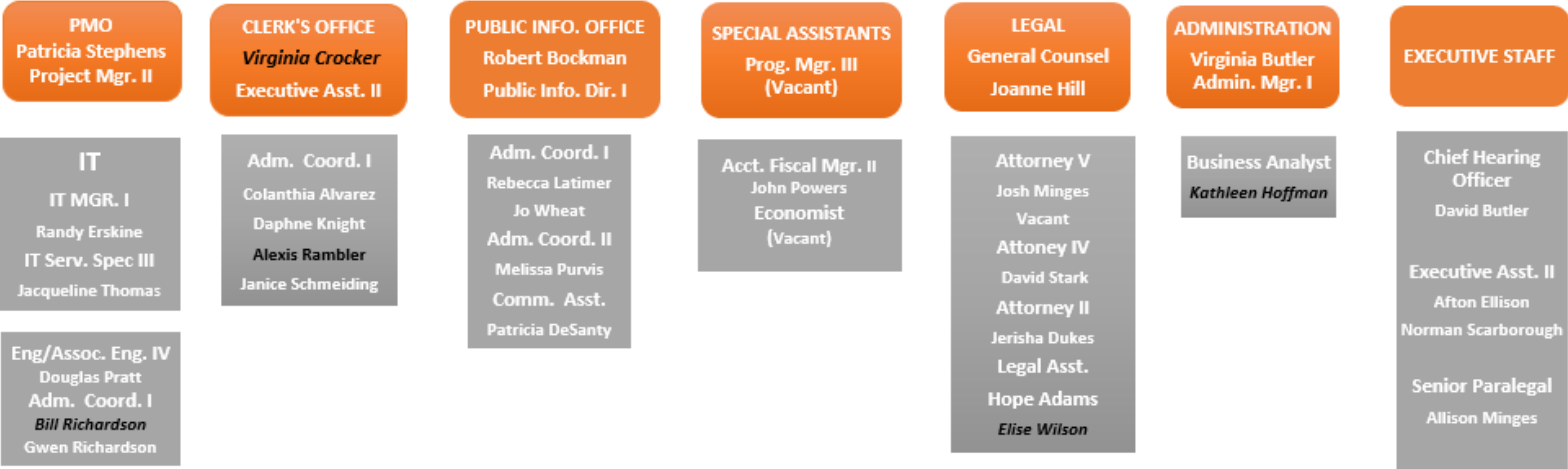 PMO
Patricia Stephens
Project Mgr. II
IT
IT MGR. I
Randy Erskine
IT Serv. Spec III
Jacqueline Thomas
Eng/Assoc. Eng. IV
Douglas Pratt
Adm. Coord. I
Bill Richardson
Gwen Richardson
CLERK'S OFFICE
Virginia Crocker
Executive Asst. II
Adm. Coord. I
Colanthia Alvarez
Daphne Knight
Alexis Rambler
Janice Schmeiding
PUBLIC INFO. OFFICE
Robert Bockman
Public Info. Dir. I
Adm. Coord. I
Rebecca Latimer
Jo Wheat
Adm. Coord. II
Melissa Purvis
Comm. Asst.
Patricia DeSanty
SPECIAL ASSISTANTS
Prog. Mgr. III
(Vacant)
Acct. Fiscal Mgr. II
John Powers
Economist
(Vacant)
LEGAL
General Counsel
Joanne Hill
Attorney V
Josh Minges
Vacant
Attoney IV
David Stark
Attorney II
Jerisha Dukes
Legal Asst.
Hope Adams
Elise Wilson
ADMINISTRATION
Virginia Butler
Admin. Mgr. I
Business Analyst
Kathleen Hoffman
EXECUTIVE STAFF
Chief Hearing
Officer
David Butler
Executive Asst. II
Afton Ellison
Norman Scarborough
Senior Paralegal
Allison Minges